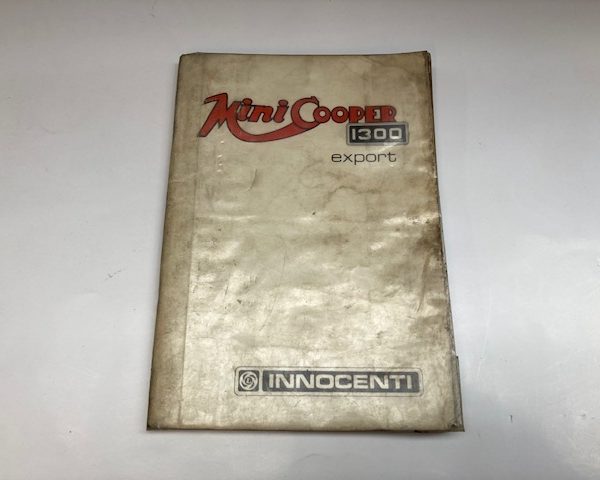 Mini Cooper
1300
export
INNOCENTI